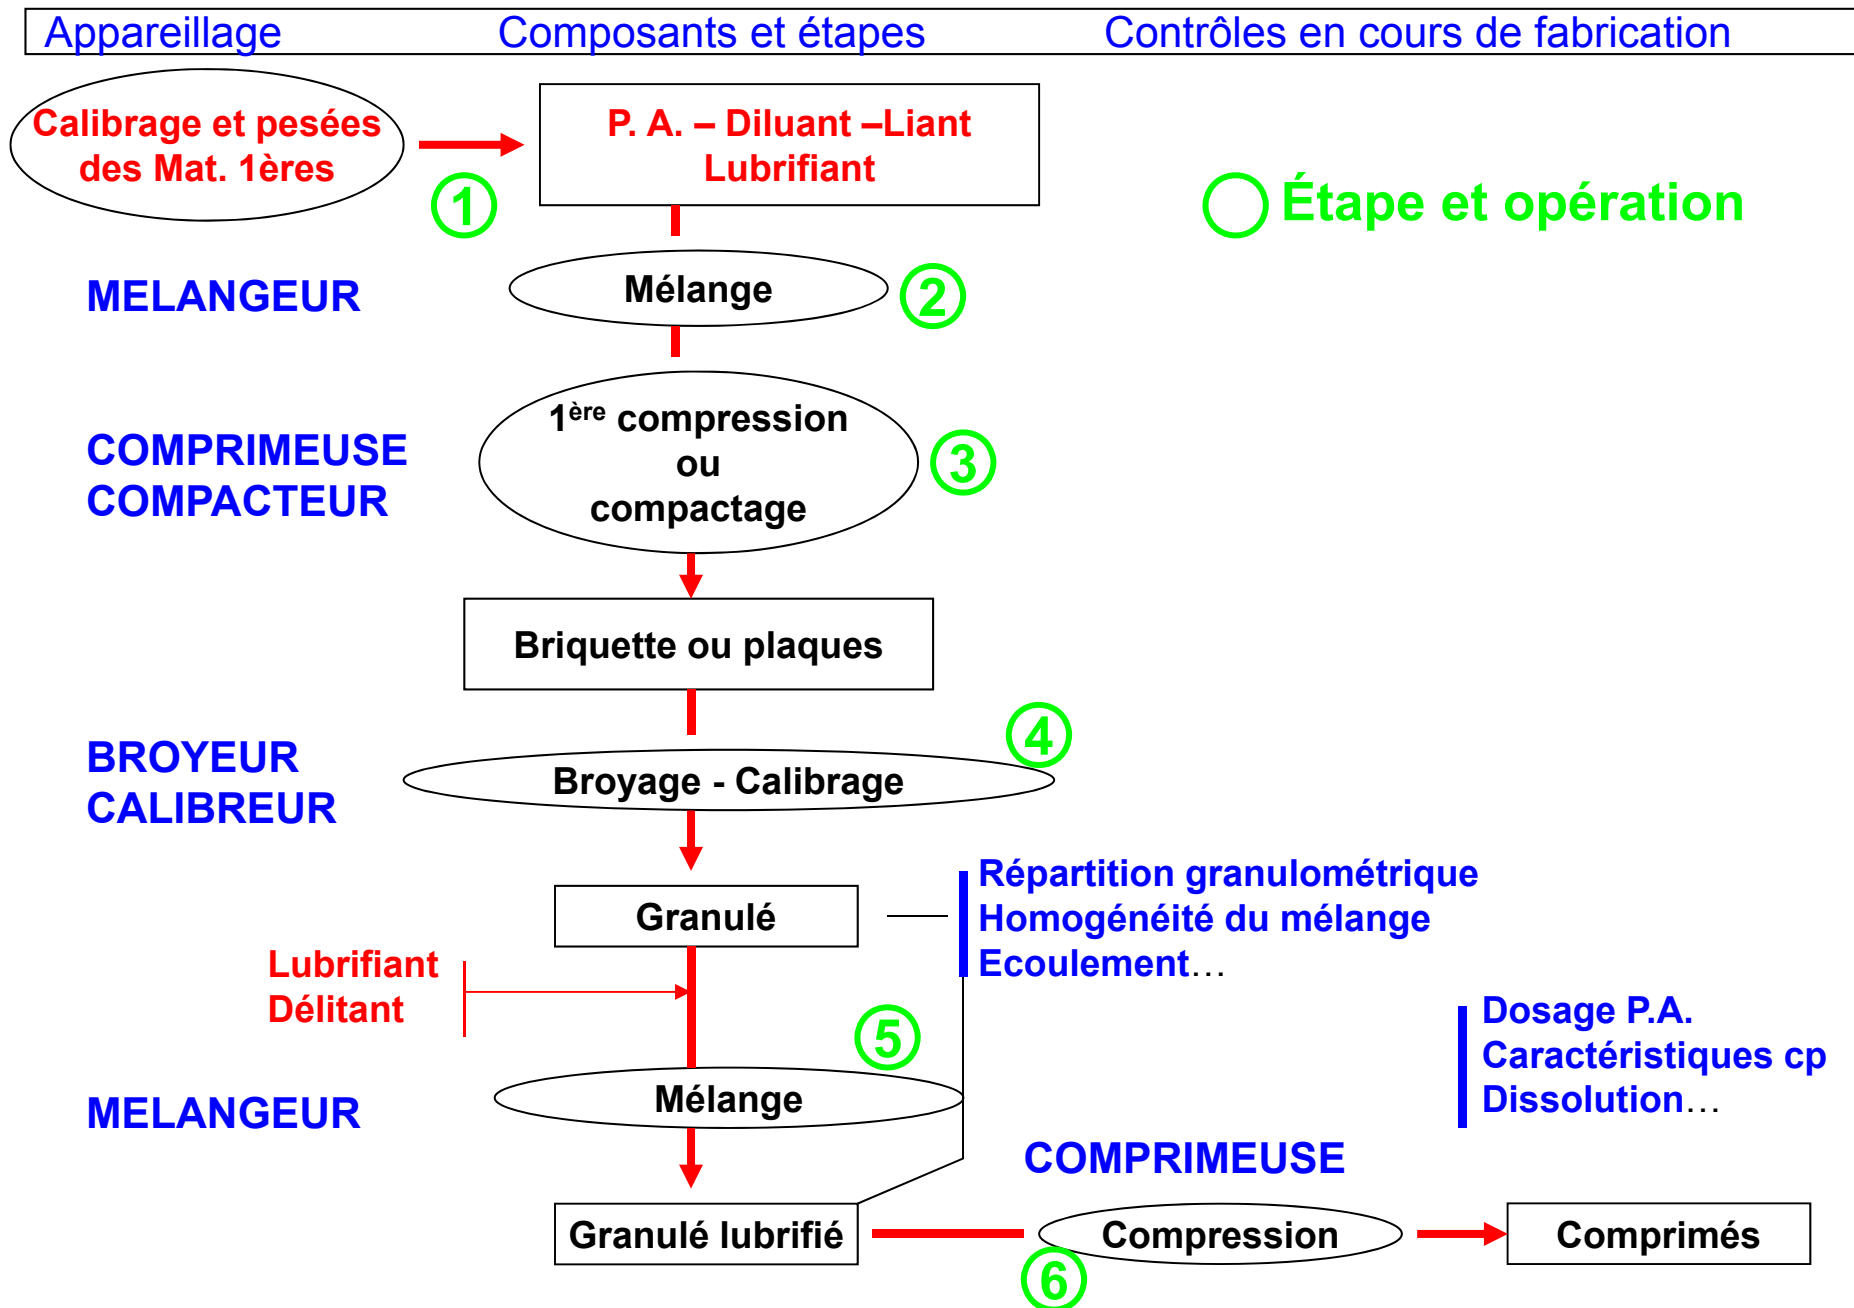 Appareillage Composants et étapes Contrôles en cours de fabrication
Calibrage et pesées
des Mat. 1ères
P. A. – Diluant –Liant
Lubrifiant
1
Étape et opération
MELANGEUR
Mélange
2
COMPRIMEUSE
COMPACTEUR
1ère compression
ou
compactage
3
Briquette ou plaques
BROYEUR
CALIBREUR
Broyage - Calibrage
4
Granulé
Répartition granulométrique
Homogénéité du mélange
Ecoulement…
Lubrifiant
Délitant
5
MELANGEUR
Mélange
Dosage P.A.
Caractéristiques cp
Dissolution…
COMPRIMEUSE
Granulé lubrifié
Compression
6
Comprimés